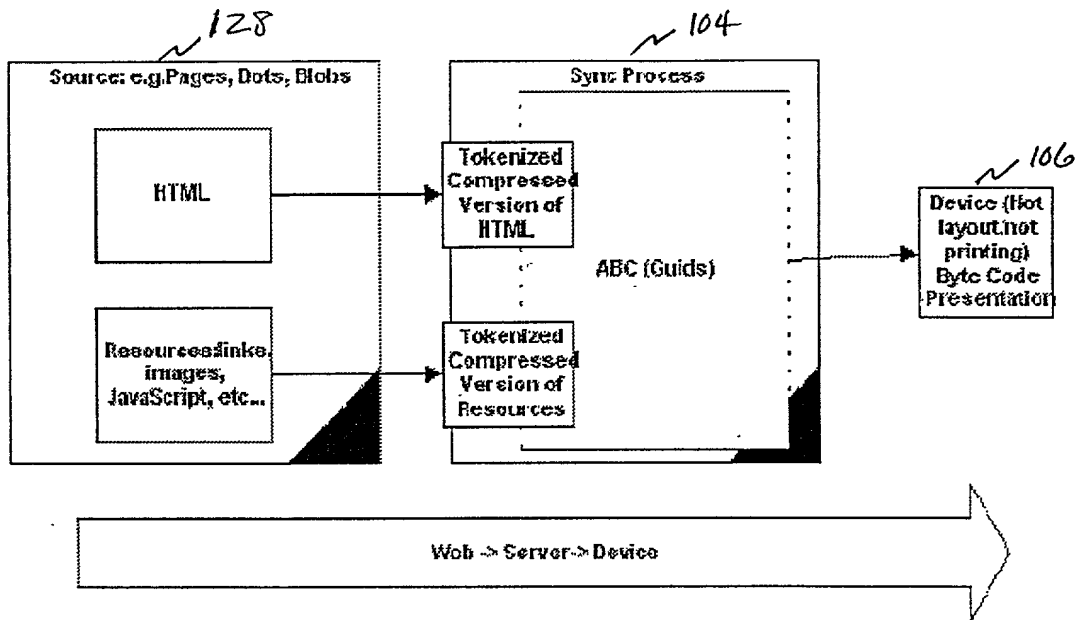 128
104
Source: e.g.Pages, Dots, Blobs
Sync Process
106
HTML
Tokenized
Compressed
Version of
HTML
ABC (Guids)
Device (Not
layout/not
printing)
Byte Code
Presentation
Resources:links,
images,
JavaScript, etc...
Tokenized
Compressed
Version of
Resources
Web -> Server-> Device